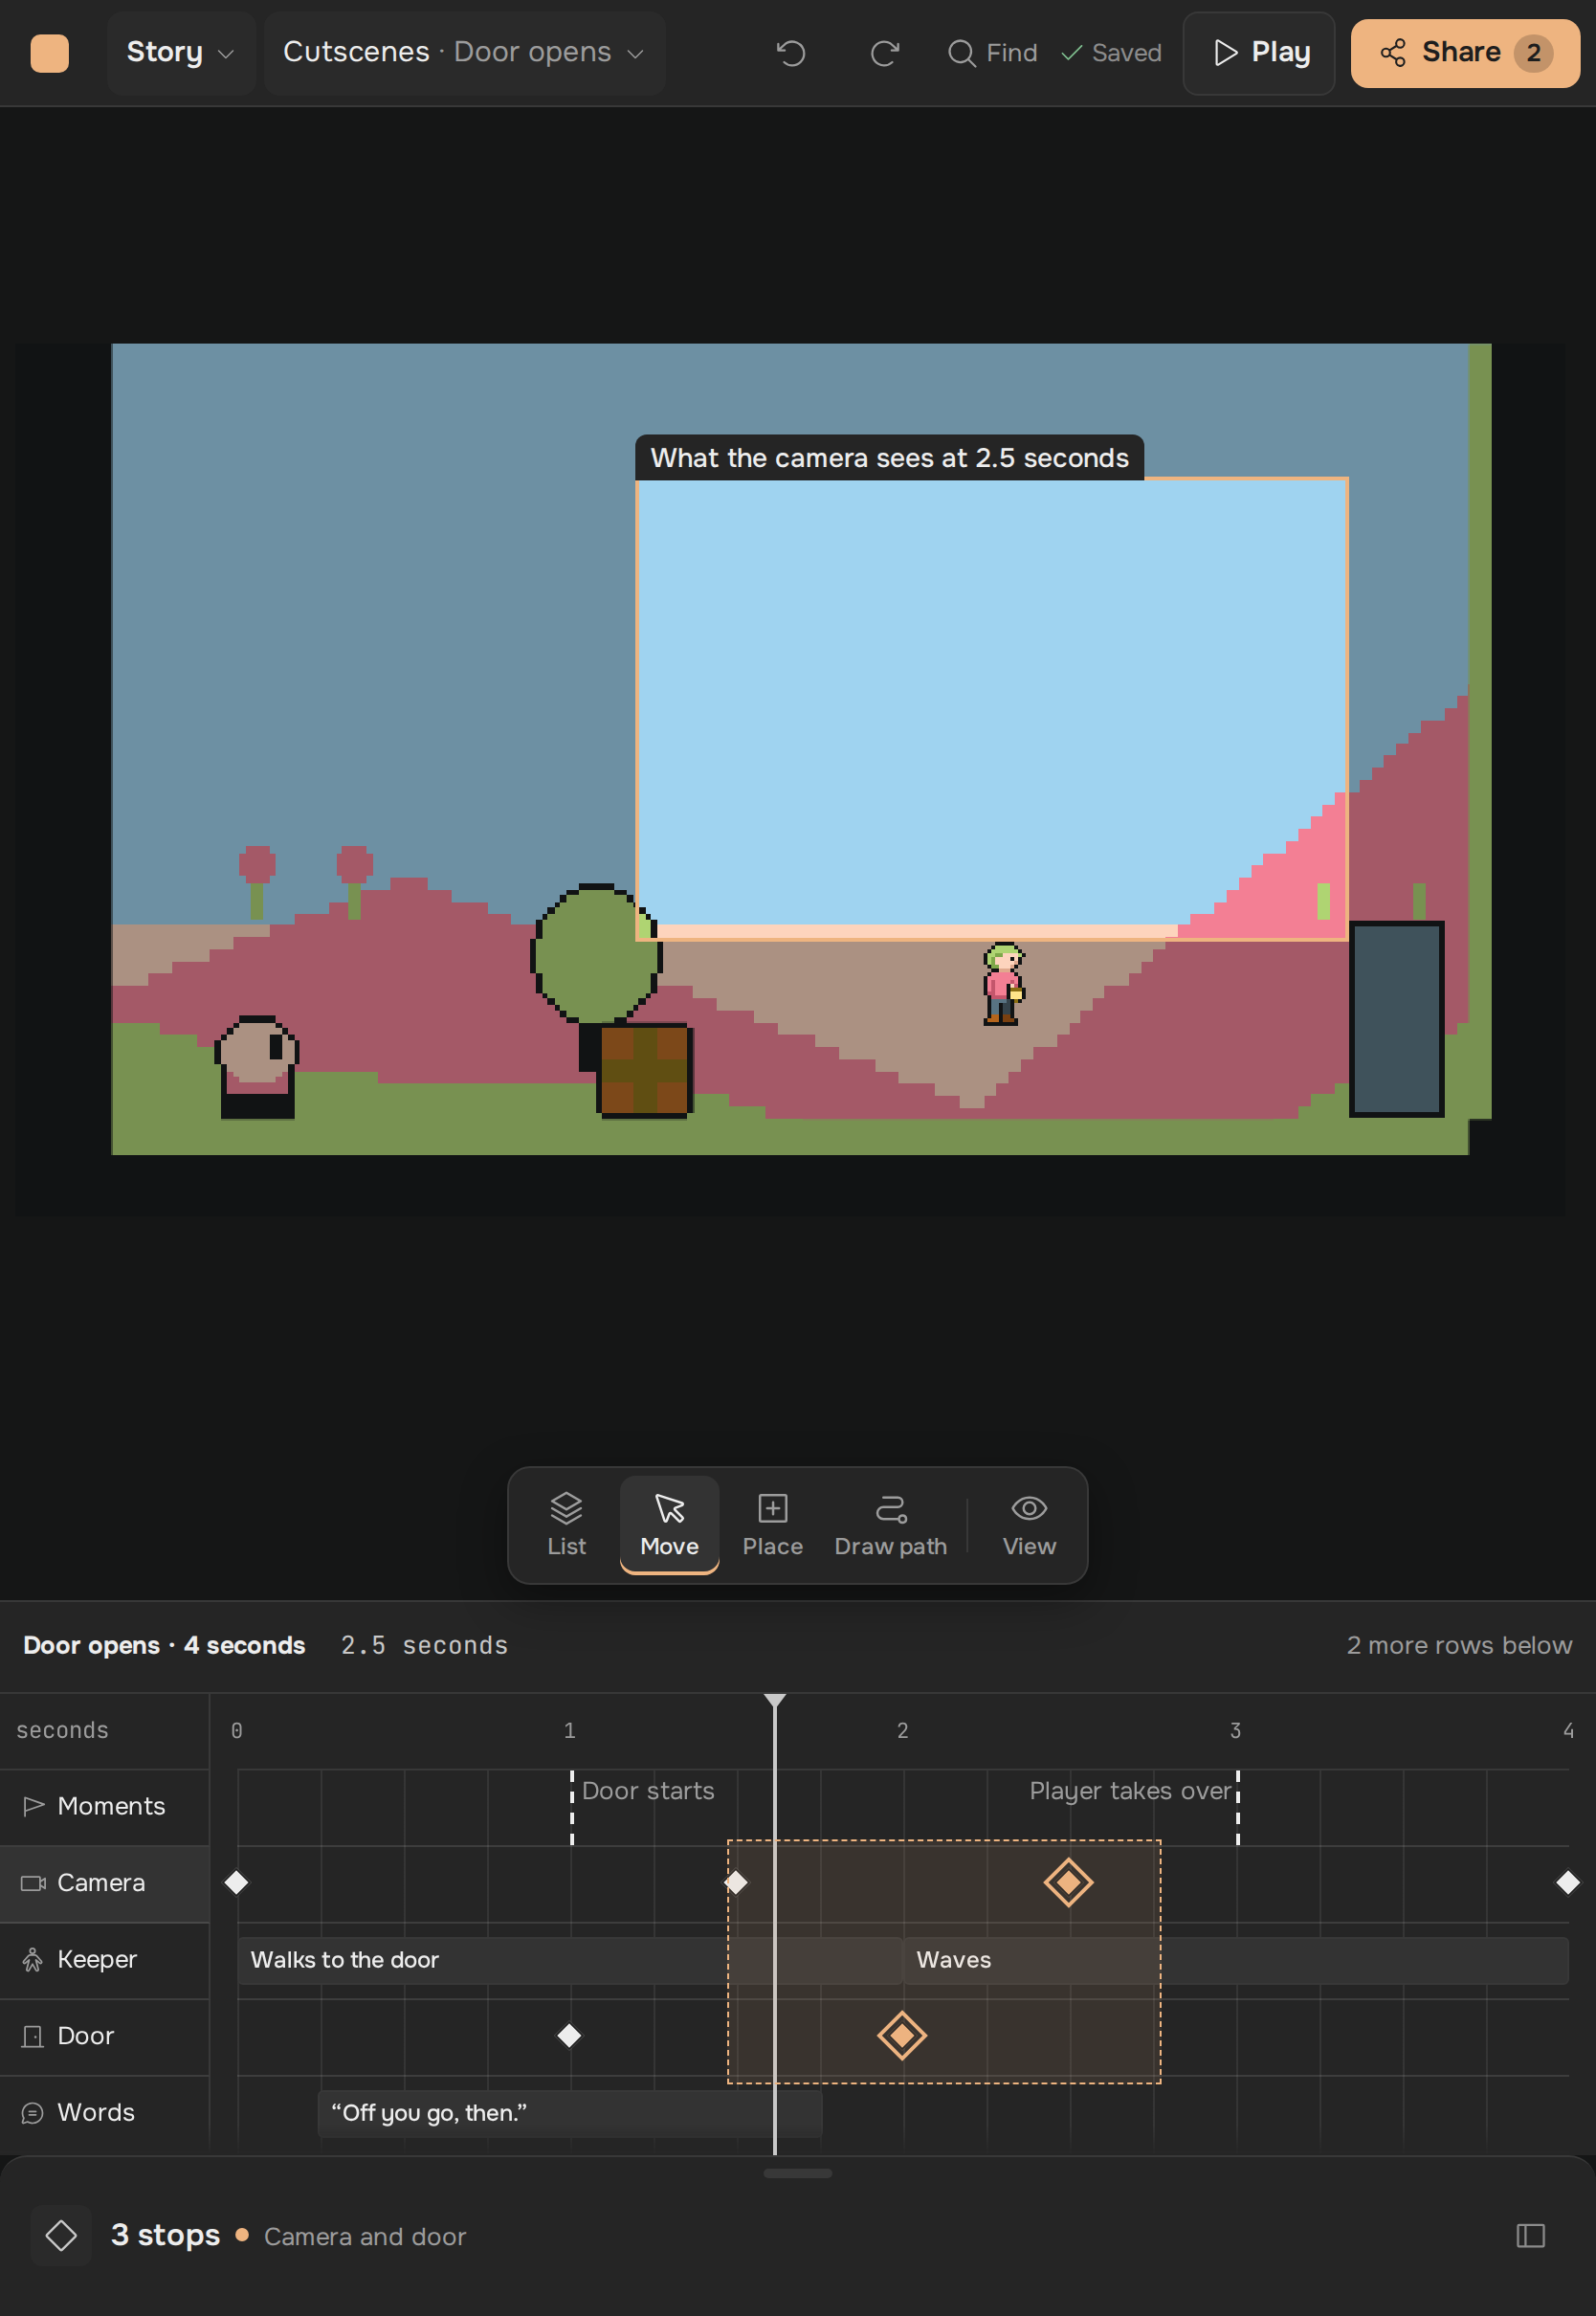 Story
Cutscenes · Door opens
Find
Saved
Play
Share 2
What the camera sees at 2.5 seconds
List
Move
Place
Draw path
View
Door opens · 4 seconds
2.5 seconds
2 more rows below
seconds
0 1 2 3 4
Moments
Door starts
Player takes over
Camera
Keeper
Walks to the door
Waves
Door
Words
“Off you go, then.”
3 stops
Camera and door